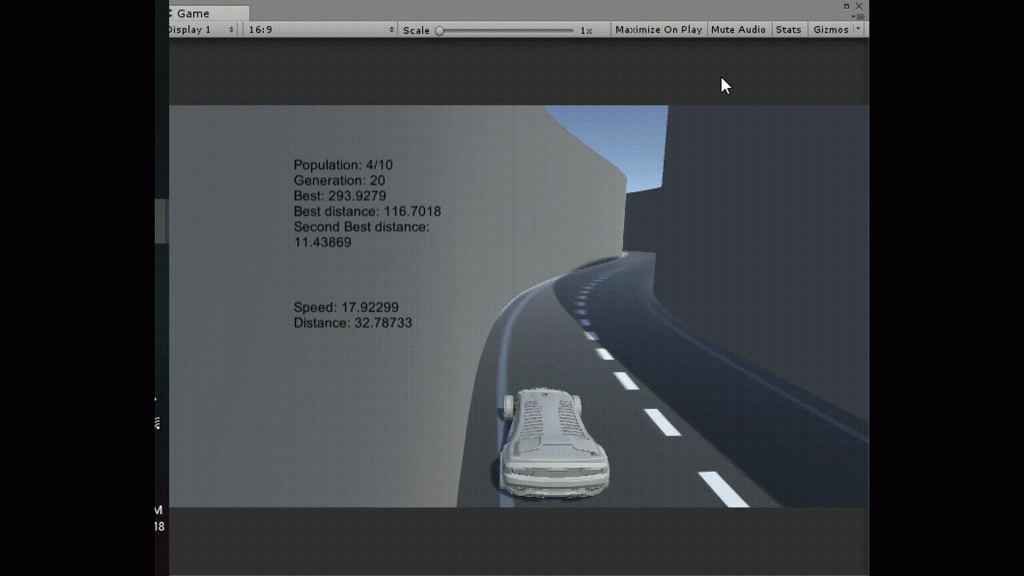 Game
Display 1 16:9 Scale 1x Maximize On Play Mute Audio Stats Gizmos
Population: 4/10
Generation: 20
Best: 293.9279
Best distance: 116.7018
Second Best distance:
11.43869
Speed: 17.92299
Distance: 32.78733
M
18